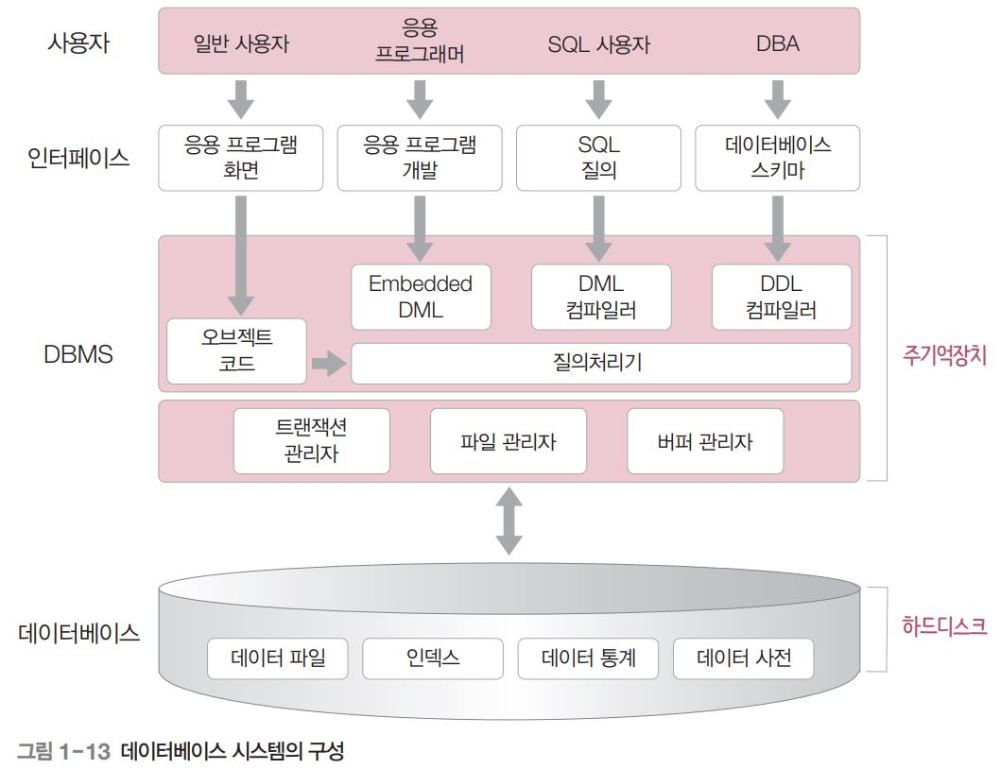 사용자
일반 사용자
응용
프로그래머
SQL 사용자
DBA
인터페이스
응용 프로그램
화면
응용 프로그램
개발
SQL
질의
데이터베이스
스키마
DBMS
오브젝트
코드
Embedded
DML
DML
컴파일러
DDL
컴파일러
질의처리기
트랜잭션
관리자
파일 관리자
버퍼 관리자
주기억장치
데이터베이스
데이터 파일
인덱스
데이터 통계
데이터 사전
하드디스크
그림 1-13 데이터베이스 시스템의 구성